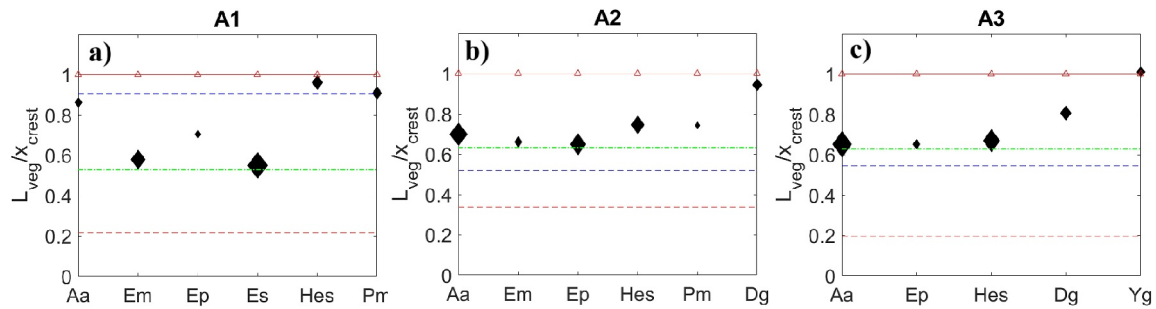 A1
a)
L_veg/x_crest
1
0.8
0.6
0.4
0.2
0
Aa Em Ep Es Hes Pm
A2
b)
L_veg/x_crest
1
0.8
0.6
0.4
0.2
0
Aa Em Ep Hes Pm Dg
A3
c)
L_veg/x_crest
1
0.8
0.6
0.4
0.2
0
Aa Ep Hes Dg Yg